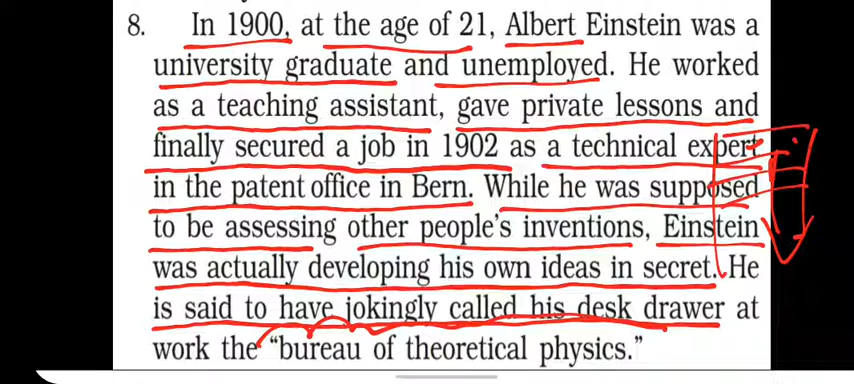 8. In 1900, at the age of 21, Albert Einstein was a
university graduate and unemployed. He worked
as a teaching assistant, gave private lessons and
finally secured a job in 1902 as a technical expert
in the patent office in Bern. While he was supposed
to be assessing other people's inventions, Einstein
was actually developing his own ideas in secret. He
is said to have jokingly called his desk drawer at
work the “bureau of theoretical physics.”